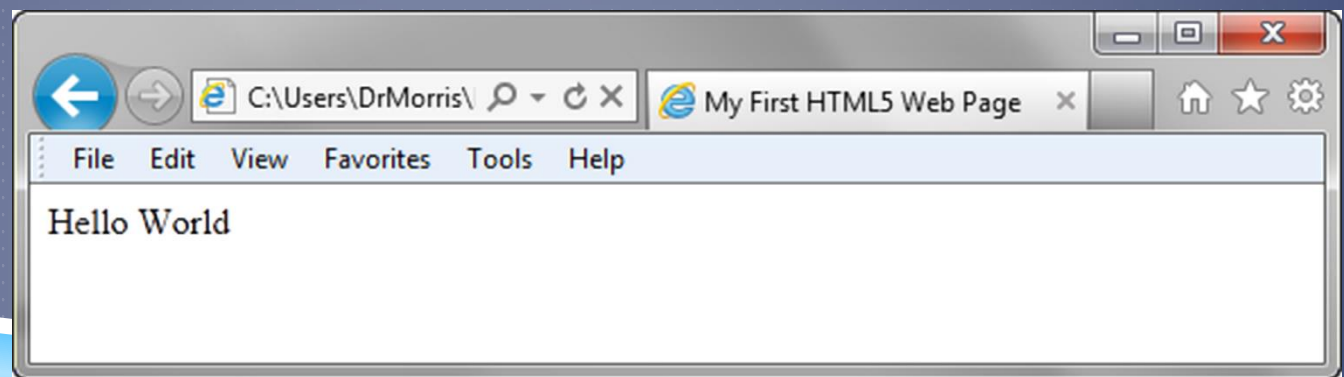 C:\Users\DrMorris\
My First HTML5 Web Page
File Edit View Favorites Tools Help
Hello World